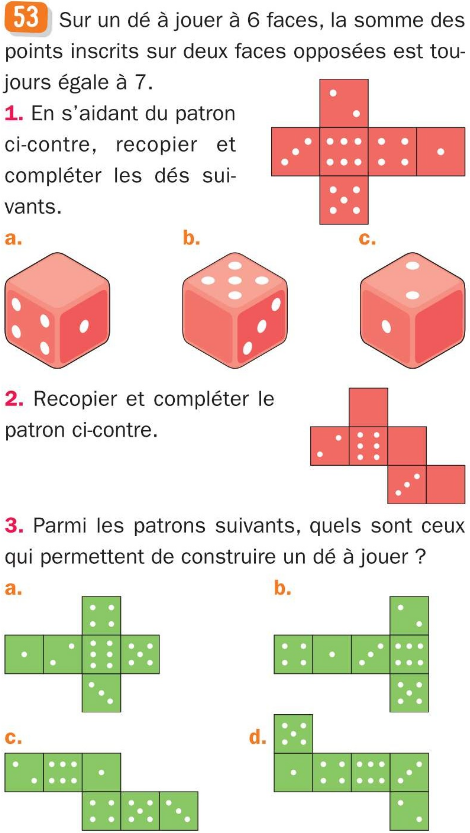 53 Sur un dé à jouer à 6 faces, la somme des
points inscrits sur deux faces opposées est tou-
jours égale à 7.
1. En s'aidant du patron
ci-contre, recopier et
compléter les dés sui-
vants.
a. b. c.
2. Recopier et compléter le
patron ci-contre.
3. Parmi les patrons suivants, quels sont ceux
qui permettent de construire un dé à jouer ?
a. b.
c. d.